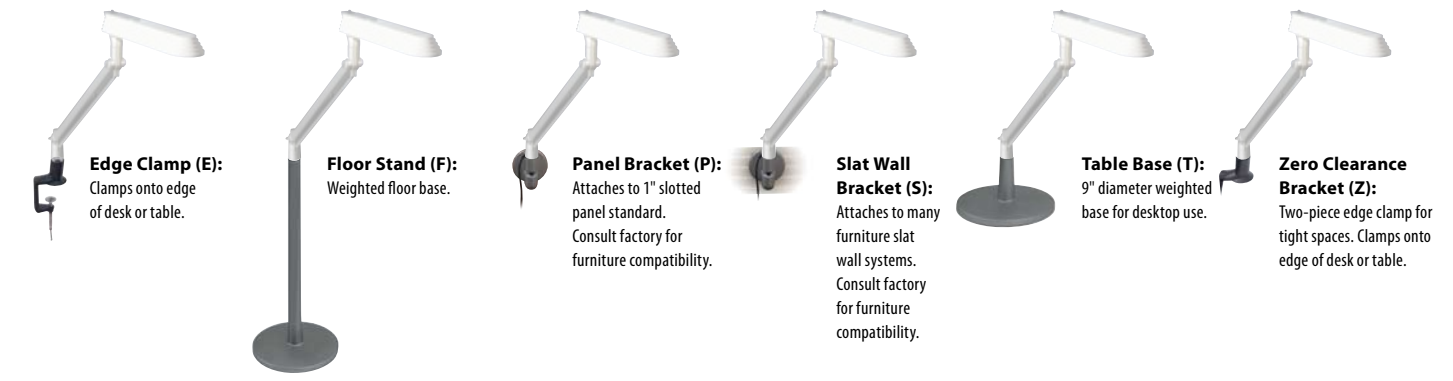 Edge Clamp (E):
Clamps onto edge
of desk or table.
Floor Stand (F):
Weighted floor base.
Panel Bracket (P):
Attaches to 1" slotted
panel standard.
Consult factory for
furniture compatibility.
Slat Wall
Bracket (S):
Attaches to many
furniture slat
wall systems.
Consult factory
for furniture
compatibility.
Table Base (T):
9" diameter weighted
base for desktop use.
Zero Clearance
Bracket (Z):
Two-piece edge clamp for
tight spaces. Clamps onto
edge of desk or table.